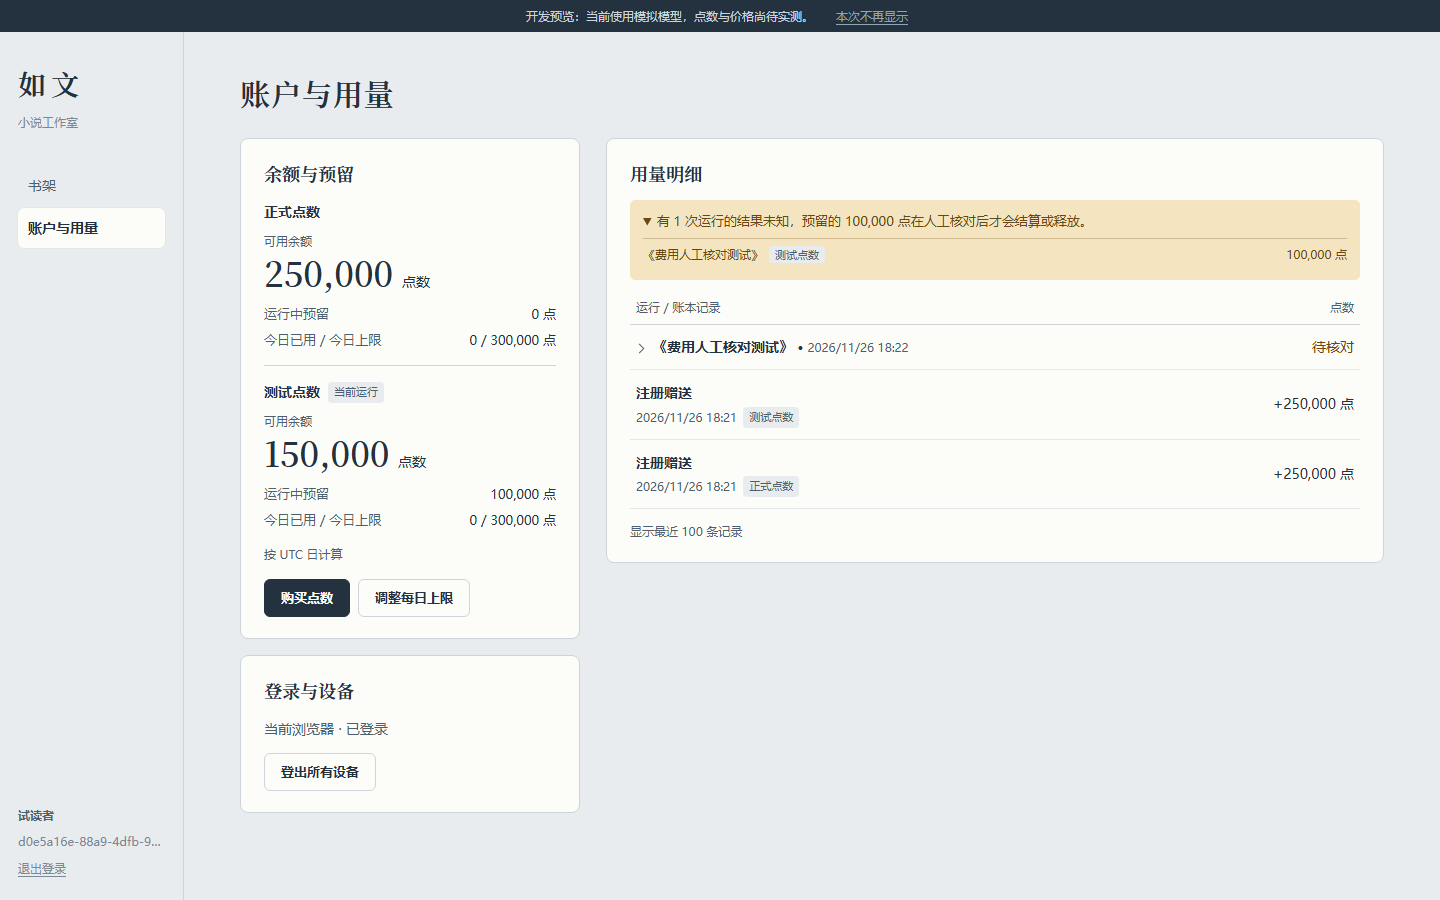 开发预览：当前使用模拟模型，点数与价格尚待实测。 本次不再显示
如文
小说工作室
书架
账户与用量
试读者
d0e5a16e-88a9-4dfb-9...
退出登录
账户与用量
余额与预留
正式点数
可用余额
250,000 点数
运行中预留 0 点
今日已用 / 今日上限 0 / 300,000 点
测试点数 当前运行
可用余额
150,000 点数
运行中预留 100,000 点
今日已用 / 今日上限 0 / 300,000 点
按 UTC 日计算
购买点数 调整每日上限
登录与设备
当前浏览器 · 已登录
登出所有设备
用量明细
▼ 有 1 次运行的结果未知，预留的 100,000 点在人工核对后才会结算或释放。
《费用人工核对测试》 测试点数 100,000 点
运行 / 账本记录 点数
《费用人工核对测试》 • 2026/11/26 18:22 待核对
注册赠送
2026/11/26 18:21 测试点数 +250,000 点
注册赠送
2026/11/26 18:21 正式点数 +250,000 点
显示最近 100 条记录